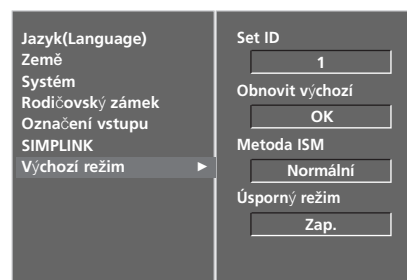 Jazyk(Language)
Země
Systém
Rodičovský zámek
Označení vstupu
SIMPLINK
Výchozí režim ►
Set ID
1
Obnovit výchozí
OK
Metoda ISM
Normální
Úsporný režim
Zap.